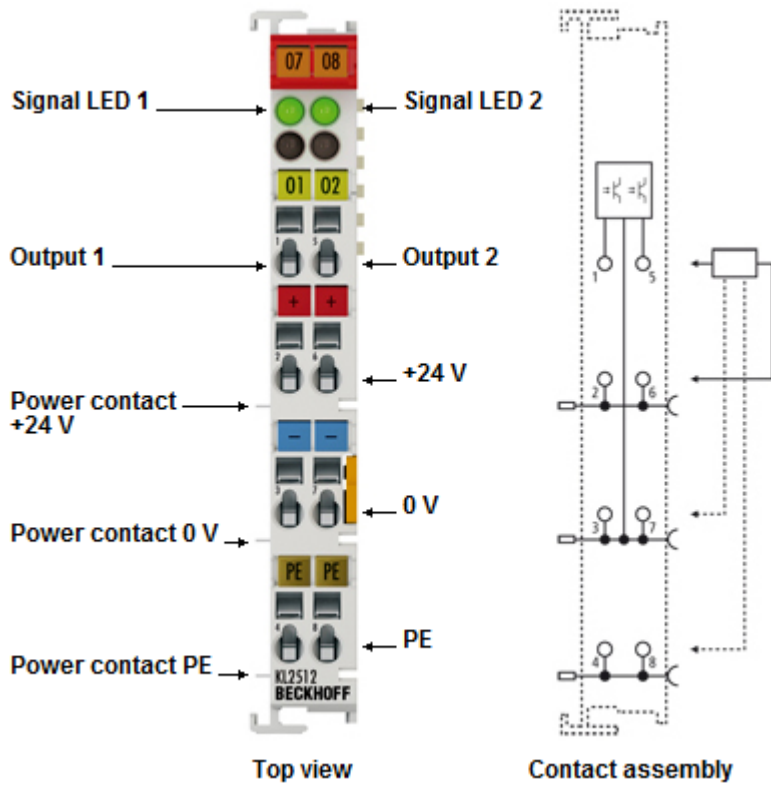 07 08
Signal LED 1
Signal LED 2
01 02
1 5
Output 1
Output 2
1 5
+ +
2 6
+24 V
2 6
Power contact
+24 V
− −
3 7
0 V
3 7
Power contact 0 V
PE PE
4 8
PE
4 8
Power contact PE
KL2512
BECKHOFF
Top view
Contact assembly